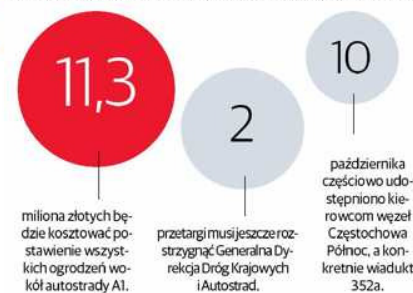 11,3
miliona złotych bę-
dzie kosztować po-
stawienie wszyst-
kich ogrodzeń wo-
kół autostrady A1.
2
przetargi musi jeszcze roz-
strzygnąć Generalna Dy-
rekcja Dróg Krajowych
i Autostrad.
10
października
częściowo udo-
stępniono kie-
rowcom węzeł
Częstochowa
Północ, a kon-
kretnie wiadukt
352a.